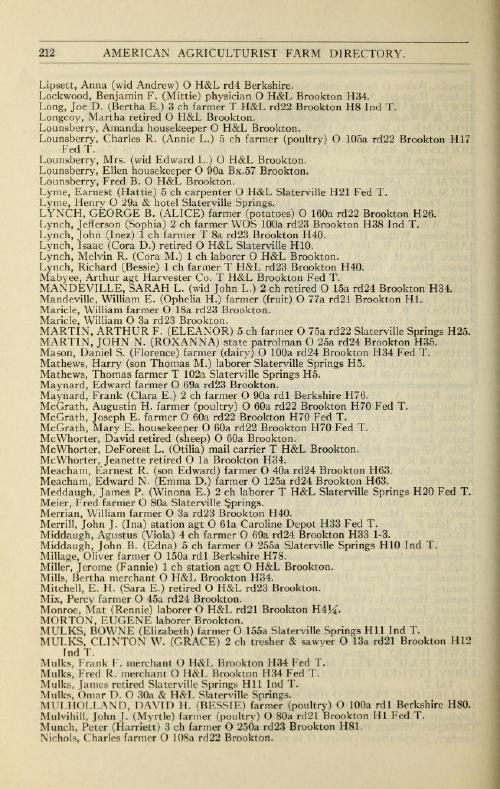 212 AMERICAN AGRICULTURIST FARM DIRECTORY.
Lipsett, Anna (wid Andrew) O H&L rd4 Berkshire.
Lockwood, Benjamin F. (Mittie) physician O H&L Brookton H34.
Long, Joe D. (Bertha E.) 3 ch farmer T H&L rd22 Brookton H8 Ind T.
Longcoy, Martha retired O H&L Brookton.
Lounsberry, Amanda housekeeper O H&L Brookton.
Lounsberry, Charles R. (Annie L.) 5 ch farmer (poultry) O 105a rd22 Brookton H17
Fed T.
Lounsberry, Mrs. (wid Edward L.) O H&L Brookton.
Lounsberry, Ellen housekeeper O 90a Bx.57 Brookton.
Lounsberry, Fred B. O H&L Brookton.
Lyme, Earnest (Hattie) 5 ch carpenter O H&L Slaterville H21 Fed T.
Lyme, Henry O 29a & hotel Slaterville Springs.
LYNCH, GEORGE B. (ALICE) farmer (potatoes) O 160a rd22 Brookton H26.
Lynch, Jefferson (Sophia) 2 ch farmer WOS 100a rd23 Brookton H38 Ind T.
Lynch, John (Inez) 1 ch farmer T 8a rd23 Brookton H40.
Lynch, Isaac (Cora D.) retired O H&L Slaterville H10.
Lynch, Melvin R. (Cora M.) 1 ch laborer O H&L Brookton.
Lynch, Richard (Bessie) 1 ch farmer T H&L rd23 Brookton H40.
Mabyee, Arthur agt Harvester Co. T H&L Brookton Fed T.
MANDEVILLE, SARAH L. (wid John L.) 2 ch retired O 15a rd24 Brookton H34.
Mandeville, William E. (Ophelia H.) farmer (fruit) O 77a rd21 Brookton H1.
Maricle, William farmer O 18a rd23 Brookton.
Maricle, William O 3a rd23 Brookton.
MARTIN, ARTHUR F. (ELEANOR) 5 ch farmer O 75a rd22 Slaterville Springs H25.
MARTIN, JOHN N. (ROXANNA) state patrolman O 25a rd24 Brookton H35.
Mason, Daniel S. (Florence) farmer (dairy) O 100a rd24 Brookton H34 Fed T.
Mathews, Harry (son Thomas M.) laborer Slaterville Springs H5.
Mathews, Thomas farmer T 102a Slaterville Springs H5.
Maynard, Edward farmer O 69a rd23 Brookton.
Maynard, Frank (Clara E.) 2 ch farmer O 90a rd1 Berkshire H76.
McGrath, Augustin H. farmer (poultry) O 60a rd22 Brookton H70 Fed T.
McGrath, Joseph E. farmer O 60a rd22 Brookton H70 Fed T.
McGrath, Mary E. housekeeper O 60a rd22 Brookton H70 Fed T.
McWhorter, David retired (sheep) O 60a Brookton.
McWhorter, DeForest L. (Otilia) mail carrier T H&L Brookton.
McWhorter, Jeanette retired O 1a Brookton H34.
Meacham, Earnest R. (son Edward) farmer O 40a rd24 Brookton H63.
Meacham, Edward N. (Emma D.) farmer O 125a rd24 Brookton H63.
Meddaugh, James P. (Winona E.) 2 ch laborer T H&L Slaterville Springs H20 Fed T.
Meier, Fred farmer O 80a Slaterville Springs.
Merrian, William farmer O 3a rd23 Brookton H40.
Merrill, John J. (Ina) station agt O 61a Caroline Depot H33 Fed T.
Middaugh, Agustus (Viola) 4 ch farmer O 69a rd24 Brookton H33 1-3.
Middaugh, John B. (Edna) 5 ch farmer O 255a Slaterville Springs H10 Ind T.
Millage, Oliver farmer O 150a rd1 Berkshire H78.
Miller, Jerome (Fannie) 1 ch station agt O H&L Brookton.
Mills, Bertha merchant O H&L Brookton H34.
Mitchell, E. H. (Sara E.) retired O H&L rd23 Brookton.
Mix, Percy farmer O 45a rd24 Brookton.
Monroe, Mat (Rennie) laborer O H&L rd21 Brookton H4¼.
MORTON, EUGENE laborer Brookton.
MULKS, BOWNE (Elizabeth) farmer O 155a Slaterville Springs H11 Ind T.
MULKS, CLINTON W. (GRACE) 2 ch tresher & sawyer O 13a rd21 Brookton H12
Ind T.
Mulks, Frank F. merchant O H&L Brookton H34 Fed T.
Mulks, Fred R. merchant O H&L Brookton H34 Fed T.
Mulks, James retired Slaterville Springs H11 Ind T.
Mulks, Omar D. O 30a & H&L Slaterville Springs.
MULHOLLAND, DAVID H. (BESSIE) farmer (poultry) O 100a rd1 Berkshire H80.
Mulvihill, John J. (Myrtle) farmer (poultry) O 80a rd21 Brookton H1 Fed T.
Munch, Peter (Harriett) 3 ch farmer O 250a rd23 Brookton H81.
Nichols, Charles farmer O 108a rd22 Brookton.